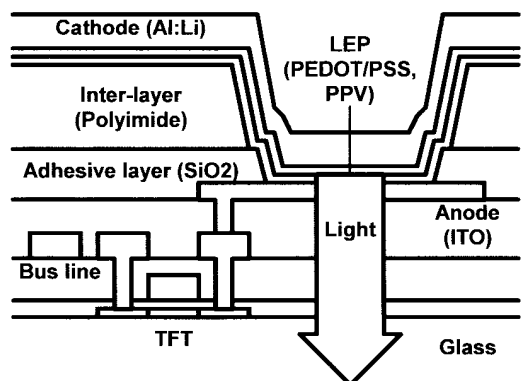 Cathode (Al:Li)
LEP
(PEDOT/PSS,
PPV)
Inter-layer
(Polyimide)
Adhesive layer (SiO2)
Light
Anode
(ITO)
Bus line
TFT
Glass